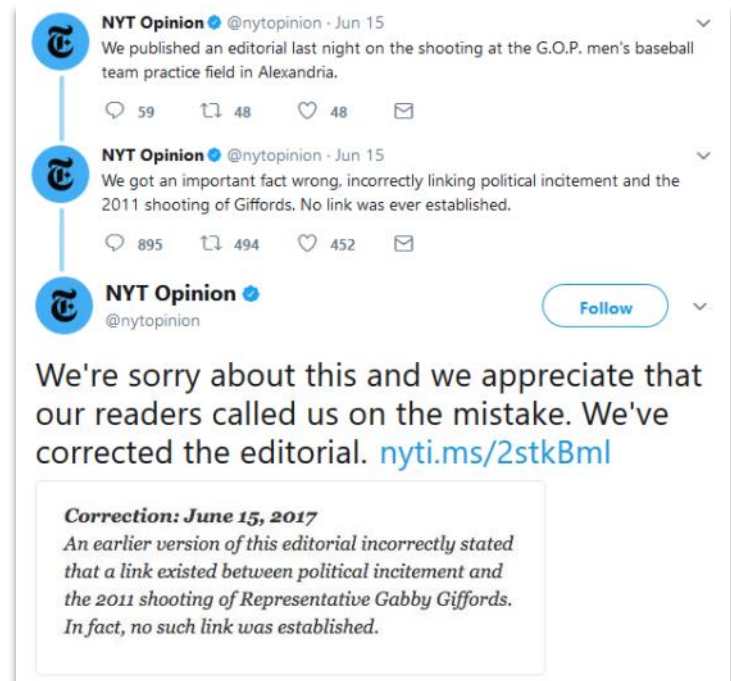 NYT Opinion @nytopinion · Jun 15
We published an editorial last night on the shooting at the G.O.P. men's baseball
team practice field in Alexandria.
59 48 48
NYT Opinion @nytopinion · Jun 15
We got an important fact wrong, incorrectly linking political incitement and the
2011 shooting of Giffords. No link was ever established.
895 494 452
NYT Opinion
@nytopinion
Follow
We're sorry about this and we appreciate that
our readers called us on the mistake. We've
corrected the editorial. nyti.ms/2stkBml
Correction: June 15, 2017
An earlier version of this editorial incorrectly stated
that a link existed between political incitement and
the 2011 shooting of Representative Gabby Giffords.
In fact, no such link was established.